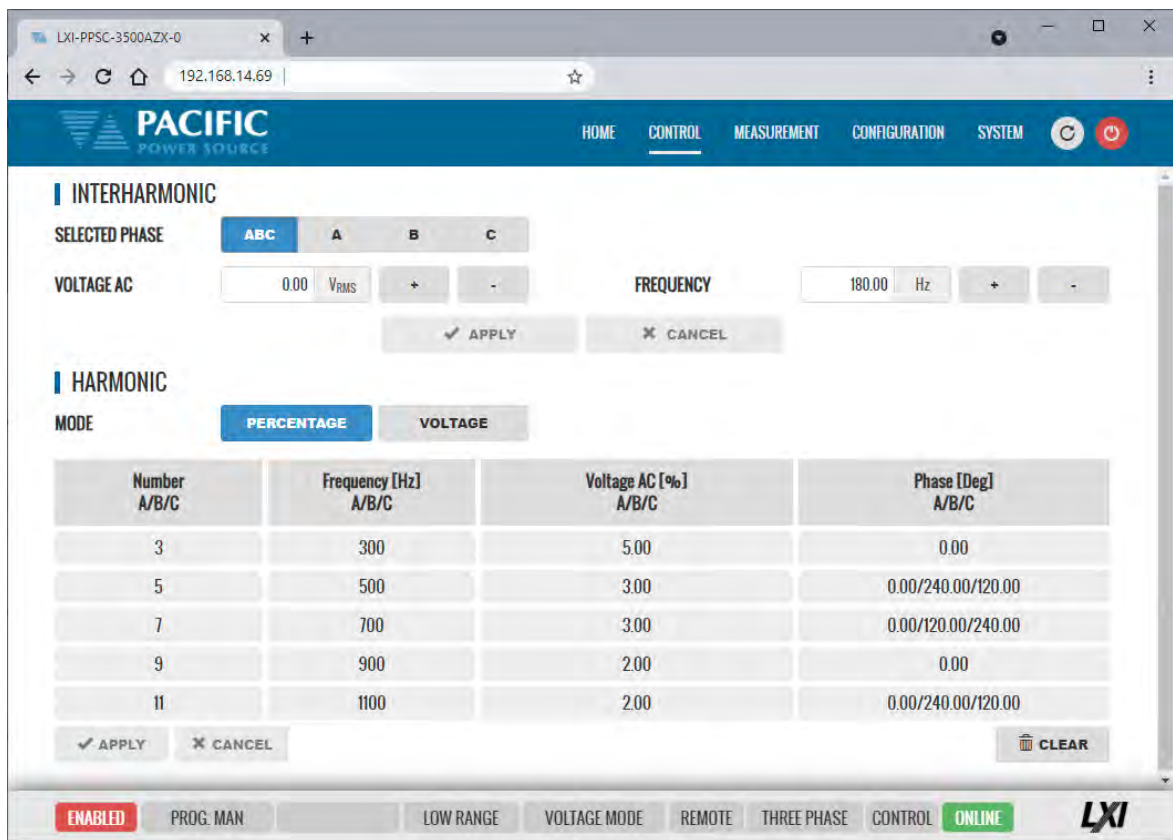 LXI-PPSC-3500AZX-0
192.168.14.69
PACIFIC
POWER SOURCE
HOME CONTROL MEASUREMENT CONFIGURATION SYSTEM
INTERHARMONIC
SELECTED PHASE ABC A B C
VOLTAGE AC 0.00 VRMS + - FREQUENCY 180.00 Hz + -
✔ APPLY ✖ CANCEL
HARMONIC
MODE PERCENTAGE VOLTAGE
Number Frequency [Hz] Voltage AC [%] Phase [Deg]
A/B/C A/B/C A/B/C A/B/C
3 300 5.00 0.00
5 500 3.00 0.00/240.00/120.00
7 700 3.00 0.00/120.00/240.00
9 900 2.00 0.00
11 1100 2.00 0.00/240.00/120.00
✔ APPLY ✖ CANCEL CLEAR
ENABLED PROG. MAN LOW RANGE VOLTAGE MODE REMOTE THREE PHASE CONTROL ONLINE LXI